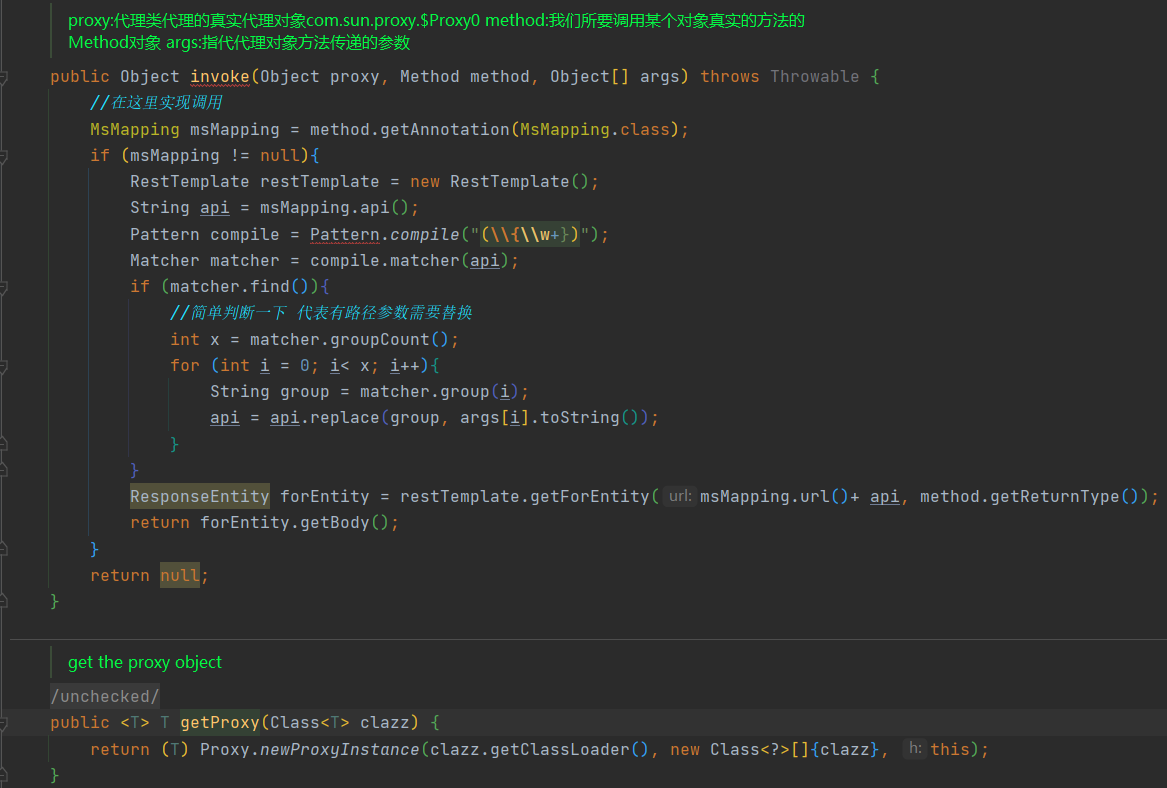 proxy:代理类代理的真实代理对象com.sun.proxy.$Proxy0 method:我们所要调用某个对象真实的方法的
Method对象 args:指代代理对象方法传递的参数
public Object invoke(Object proxy, Method method, Object[] args) throws Throwable {
//在这里实现调用
MsMapping msMapping = method.getAnnotation(MsMapping.class);
if (msMapping != null){
RestTemplate restTemplate = new RestTemplate();
String api = msMapping.api();
Pattern compile = Pattern.compile("(\\{\\w+})");
Matcher matcher = compile.matcher(api);
if (matcher.find()){
//简单判断一下 代表有路径参数需要替换
int x = matcher.groupCount();
for (int i = 0; i< x; i++){
String group = matcher.group(i);
api = api.replace(group, args[i].toString());
}
}
ResponseEntity forEntity = restTemplate.getForEntity( url: msMapping.url()+ api, method.getReturnType());
return forEntity.getBody();
}
return null;
}
get the proxy object
/unchecked/
public <T> T getProxy(Class<T> clazz) {
return (T) Proxy.newProxyInstance(clazz.getClassLoader(), new Class<?>[]{clazz}, h: this);
}